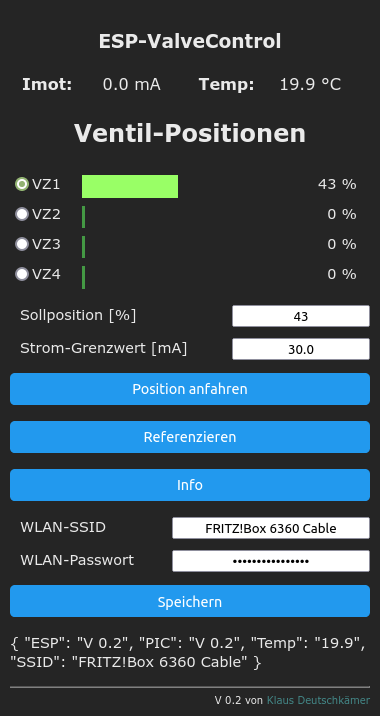 ESP-ValveControl
Imot: 0.0 mA Temp: 19.9 °C
Ventil-Positionen
VZ1 43 %
VZ2 0 %
VZ3 0 %
VZ4 0 %
Sollposition [%] 43
Strom-Grenzwert [mA] 30.0
Position anfahren
Referenzieren
Info
WLAN-SSID FRITZ!Box 6360 Cable
WLAN-Passwort ••••••••••••••••
Speichern
{ "ESP": "V 0.2", "PIC": "V 0.2", "Temp": "19.9",
"SSID": "FRITZ!Box 6360 Cable" }
V 0.2 von Klaus Deutschkämer